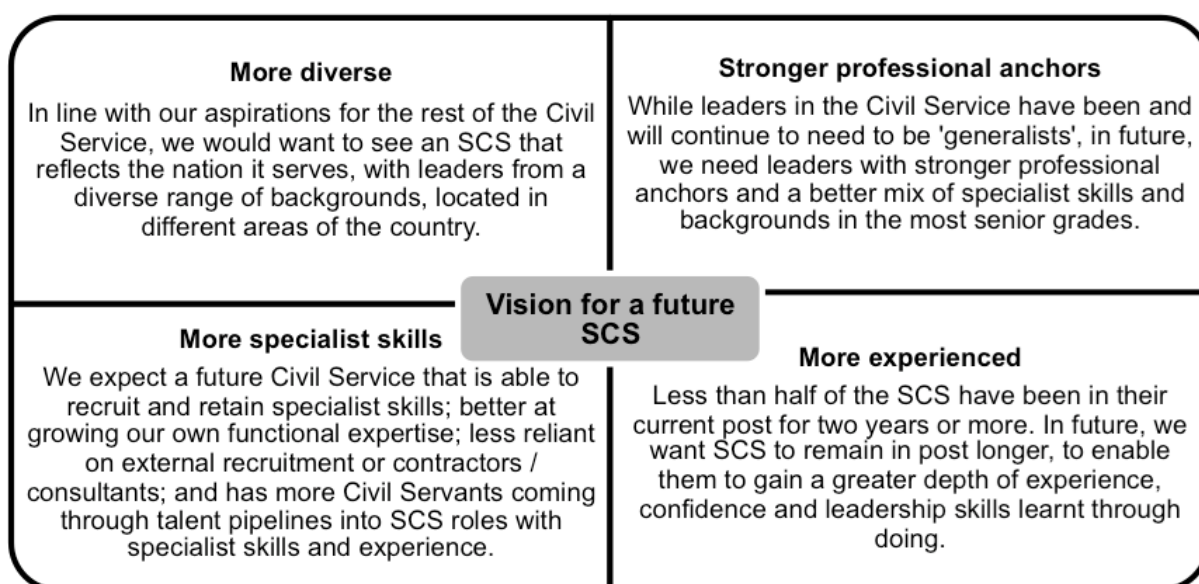 More diverse
In line with our aspirations for the rest of the Civil
Service, we would want to see an SCS that
reflects the nation it serves, with leaders from a
diverse range of backgrounds, located in
different areas of the country.
Stronger professional anchors
While leaders in the Civil Service have been and
will continue to need to be 'generalists', in future,
we need leaders with stronger professional
anchors and a better mix of specialist skills and
backgrounds in the most senior grades.
Vision for a future
SCS
More specialist skills
We expect a future Civil Service that is able to
recruit and retain specialist skills; better at
growing our own functional expertise; less reliant
on external recruitment or contractors /
consultants; and has more Civil Servants coming
through talent pipelines into SCS roles with
specialist skills and experience.
More experienced
Less than half of the SCS have been in their
current post for two years or more. In future, we
want SCS to remain in post longer, to enable
them to gain a greater depth of experience,
confidence and leadership skills learnt through
doing.